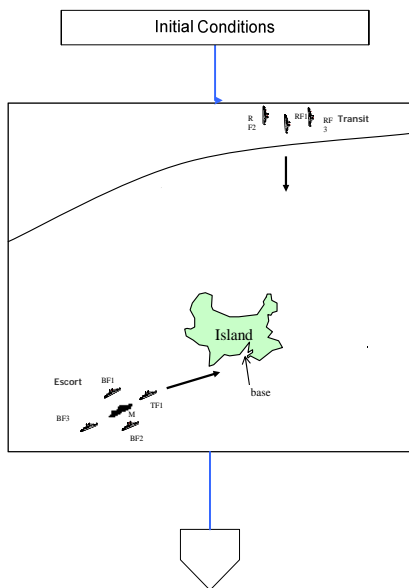 Initial Conditions
R
F2
RF1
RF
3
Transit
Island
base
Escort
BF1
TF1
M
BF3
BF2